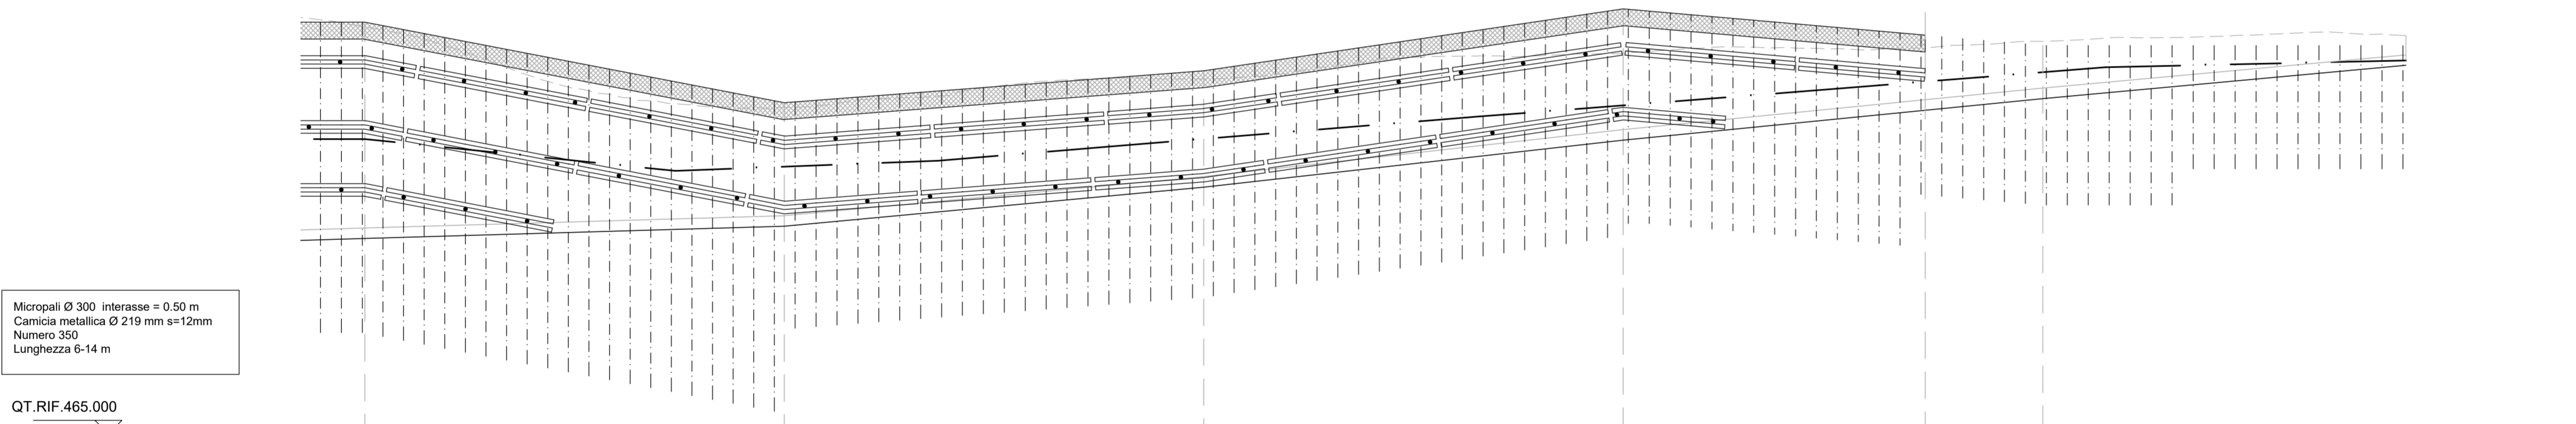 Micropali Ø 300 interasse = 0.50 m
Camicia metallica Ø 219 mm s=12mm
Numero 350
Lunghezza 6-14 m
QT.RIF.465.000